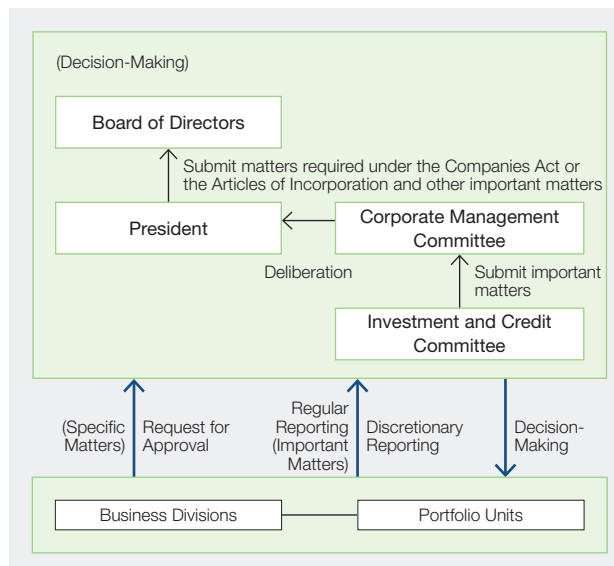 (Decision-Making)
Board of Directors
Submit matters required under the Companies Act or
the Articles of Incorporation and other important matters
President
Corporate Management
Committee
Deliberation
Submit important
matters
Investment and Credit
Committee
(Specific
Matters)
Request for
Approval
Regular
Reporting
(Important
Matters)
Discretionary
Reporting
Decision-
Making
Business Divisions
Portfolio Units